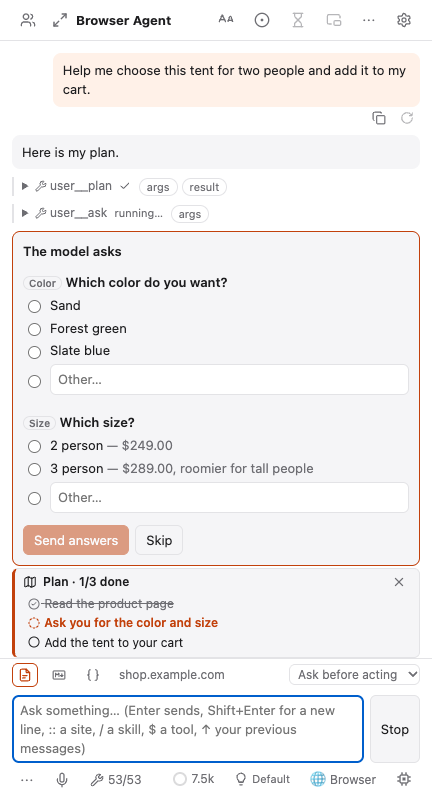 Browser Agent
AA
Help me choose this tent for two people and add it to my
cart.
Here is my plan.
user__plan
args
result
user__ask running...
args
The model asks
Color Which color do you want?
Sand
Forest green
Slate blue
Other...
Size Which size?
2 person — $249.00
3 person — $289.00, roomier for tall people
Other...
Send answers
Skip
Plan · 1/3 done
Read the product page
Ask you for the color and size
Add the tent to your cart
{ }
shop.example.com
Ask before acting
Ask something... (Enter sends, Shift+Enter for a new
line, :: a site, / a skill, $ a tool, ↑ your previous
messages)
Stop
53/53
7.5k
Default
Browser